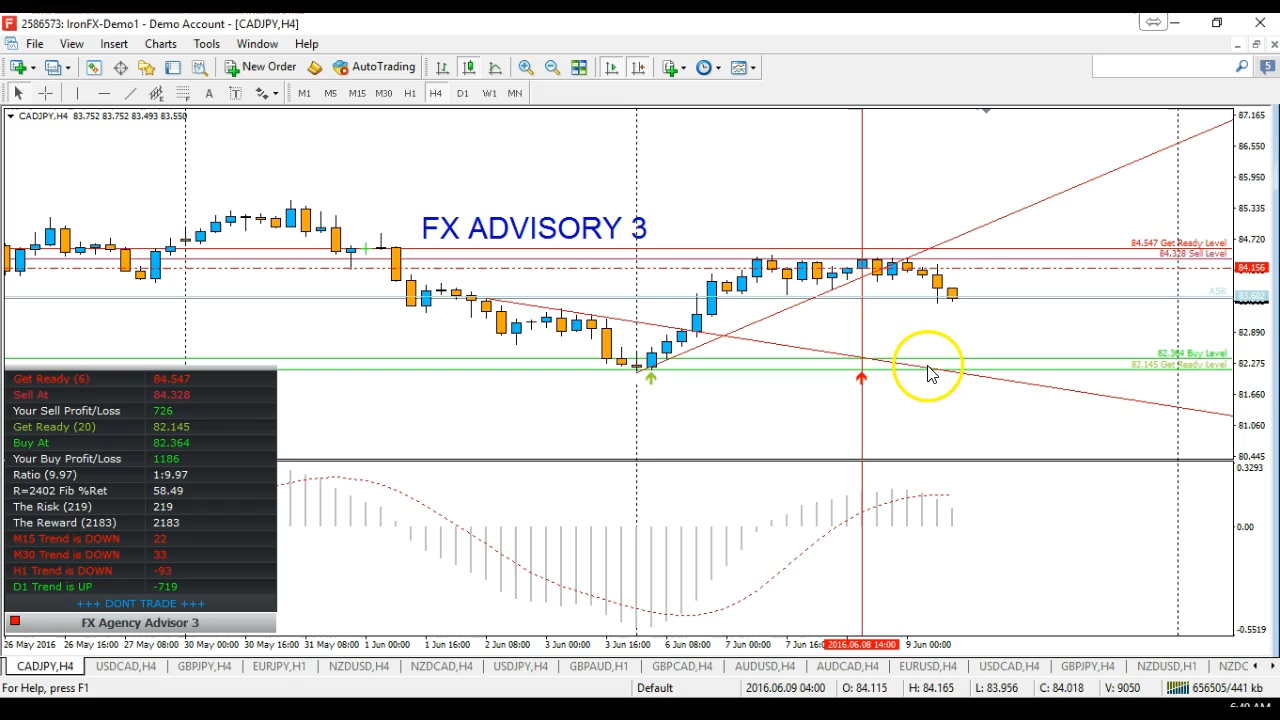 2586573: IronFX-Demo1 - Demo Account - [CADJPY,H4]
File View Insert Charts Tools Window Help
New Order AutoTrading 5
A T M1 M5 M15 M30 H1 H4 D1 W1 MN
CADJPY,H4 83.752 83.752 83.493 83.550
87.165
86.550
85.950
85.335
FX ADVISORY 3
84.720
84.547 Get Ready Level
84.328 Sell Level
84.156
ASK
83.602
82.890
82.364 Buy Level
82.275
82.145 Get Ready Level
81.660
81.060
80.445
Get Ready (6) 84.547
Sell At 84.328
Your Sell Profit/Loss 726
Get Ready (20) 82.145
Buy At 82.364
Your Buy Profit/Loss 1186
Ratio (9.97) 1:9.97
R=2402 Fib %Ret 58.49
The Risk (219) 219
The Reward (2183) 2183
M15 Trend is DOWN 22
M30 Trend is DOWN 33
H1 Trend is DOWN -93
D1 Trend is UP -719
+++ DONT TRADE +++
FX Agency Advisor 3
0.3293
0.00
-0.5519
26 May 2016 26 May 16:00 30 May 00:00 30 May 16:00 31 May 08:00 1 Jun 00:00 1 Jun 16:00 2 Jun 08:00 3 Jun 00:00 3 Jun 16:00 6 Jun 08:00 7 Jun 00:00 7 Jun 16:0 2016.06.08 14:00 9 Jun 00:00
CADJPY,H4 USDCAD,H4 GBPJPY,H4 EURJPY,H1 NZDUSD,H4 NZDCAD,H4 USDJPY,H4 GBPAUD,H1 GBPCAD,H4 AUDUSD,H4 AUDCAD,H4 EURUSD,H4 USDCAD,H4 GBPJPY,H4 NZDUSD,H1 NZDC
For Help, press F1 Default 2016.06.09 04:00 O: 84.115 H: 84.165 L: 83.956 C: 84.018 V: 9050 656505/441 kb